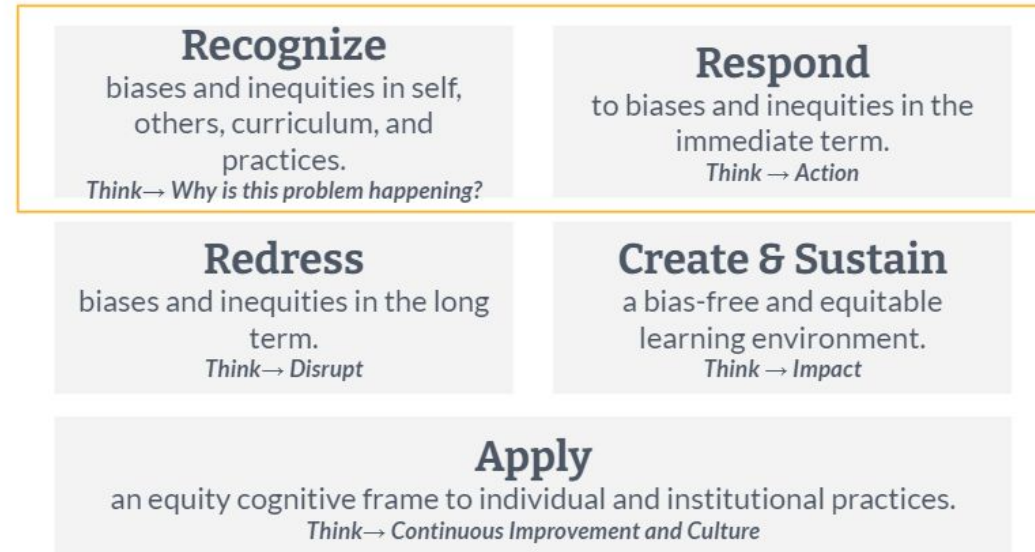 Recognize
biases and inequities in self,
others, curriculum, and
practices.
Think→ Why is this problem happening?
Respond
to biases and inequities in the
immediate term.
Think → Action
Redress
biases and inequities in the long
term.
Think→ Disrupt
Create & Sustain
a bias-free and equitable
learning environment.
Think → Impact
Apply
an equity cognitive frame to individual and institutional practices.
Think→ Continuous Improvement and Culture